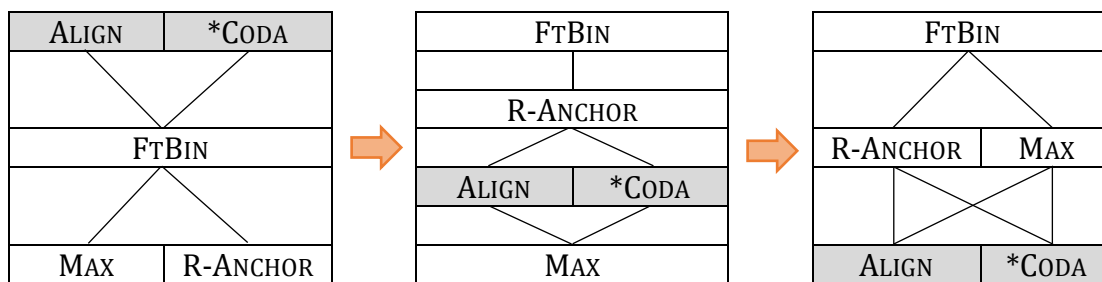 ALIGN *CODA
FTBIN
MAX R-ANCHOR
FTBIN
R-ANCHOR
ALIGN *CODA
MAX
FTBIN
R-ANCHOR MAX
ALIGN *CODA